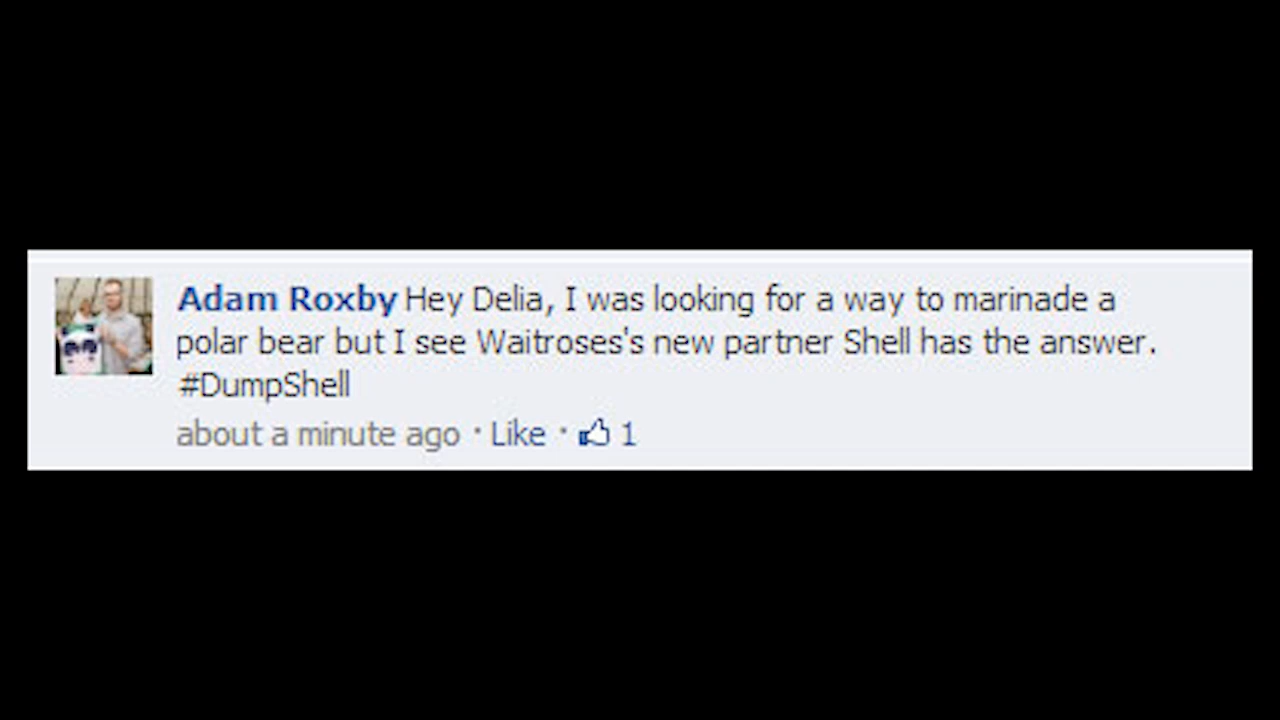 Adam Roxby Hey Delia, I was looking for a way to marinade a
polar bear but I see Waitroses's new partner Shell has the answer.
#DumpShell
about a minute ago · Like · 1